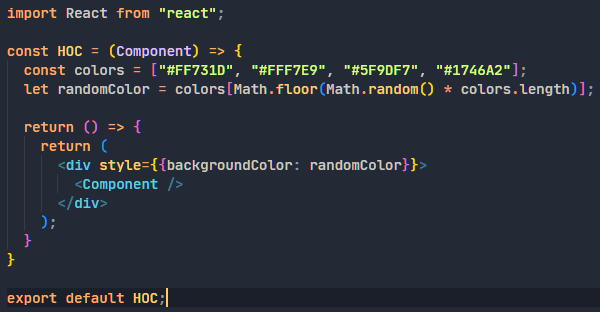 import React from "react";
const HOC = (Component) => {
const colors = ["#FF731D", "#FFF7E9", "#5F9DF7", "#1746A2"];
let randomColor = colors[Math.floor(Math.random() * colors.length)];
return () => {
return (
<div style={{backgroundColor: randomColor}}>
<Component />
</div>
);
}
}
export default HOC;